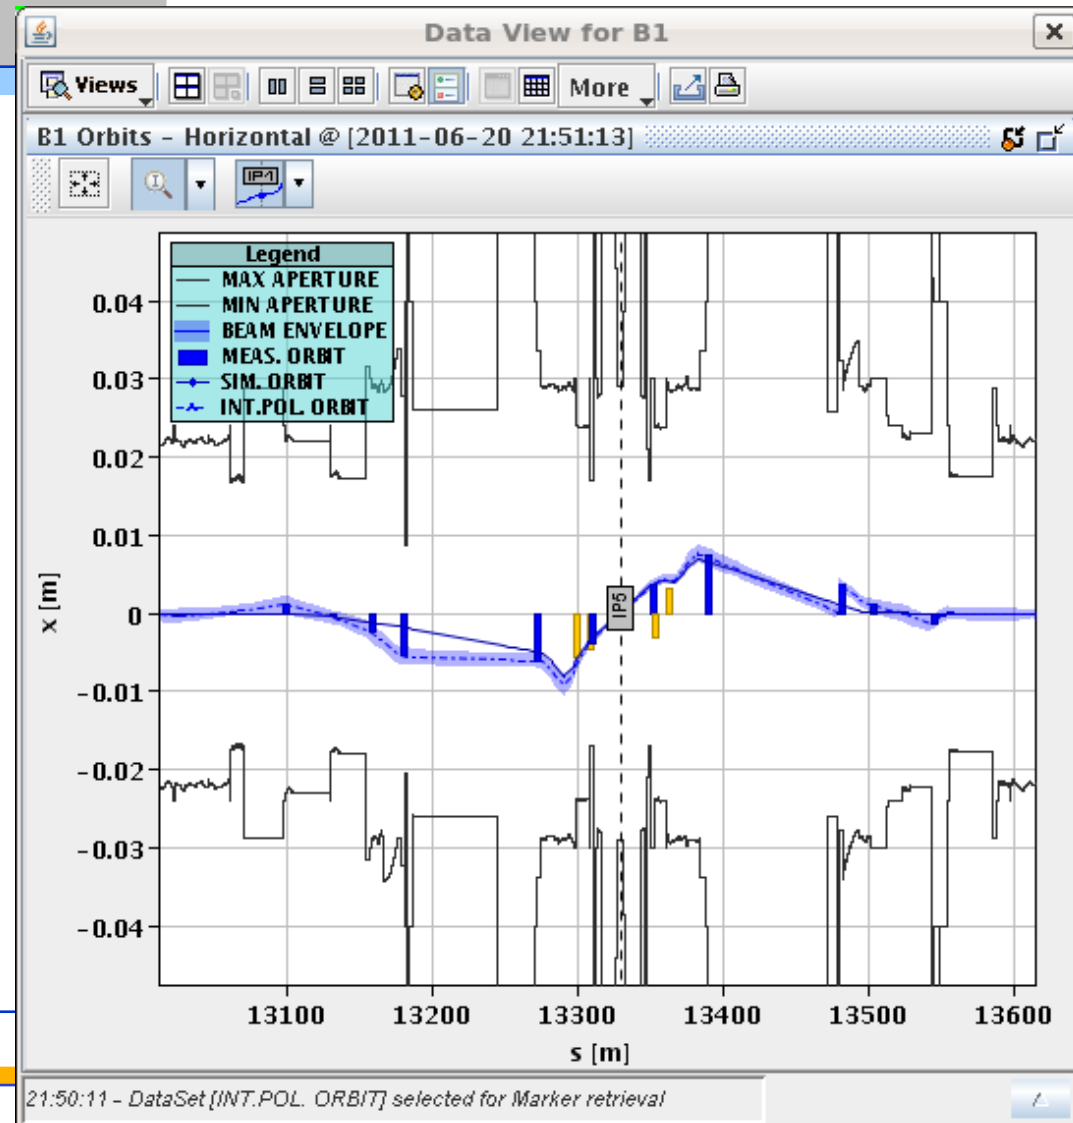 Data View for B1
Views
More
B1 Orbits - Horizontal @ [2011-06-20 21:51:13]
IP1
Legend
MAX APERTURE
MIN APERTURE
BEAM ENVELOPE
MEAS. ORBIT
SIM. ORBIT
INT.POL. ORBIT
0.04
0.03
0.02
0.01
0
-0.01
-0.02
-0.03
-0.04
x [m]
IP5
13100 13200 13300 13400 13500 13600
s [m]
21:50:11 - DataSet [INT.POL. ORBIT] selected for Marker retrieval